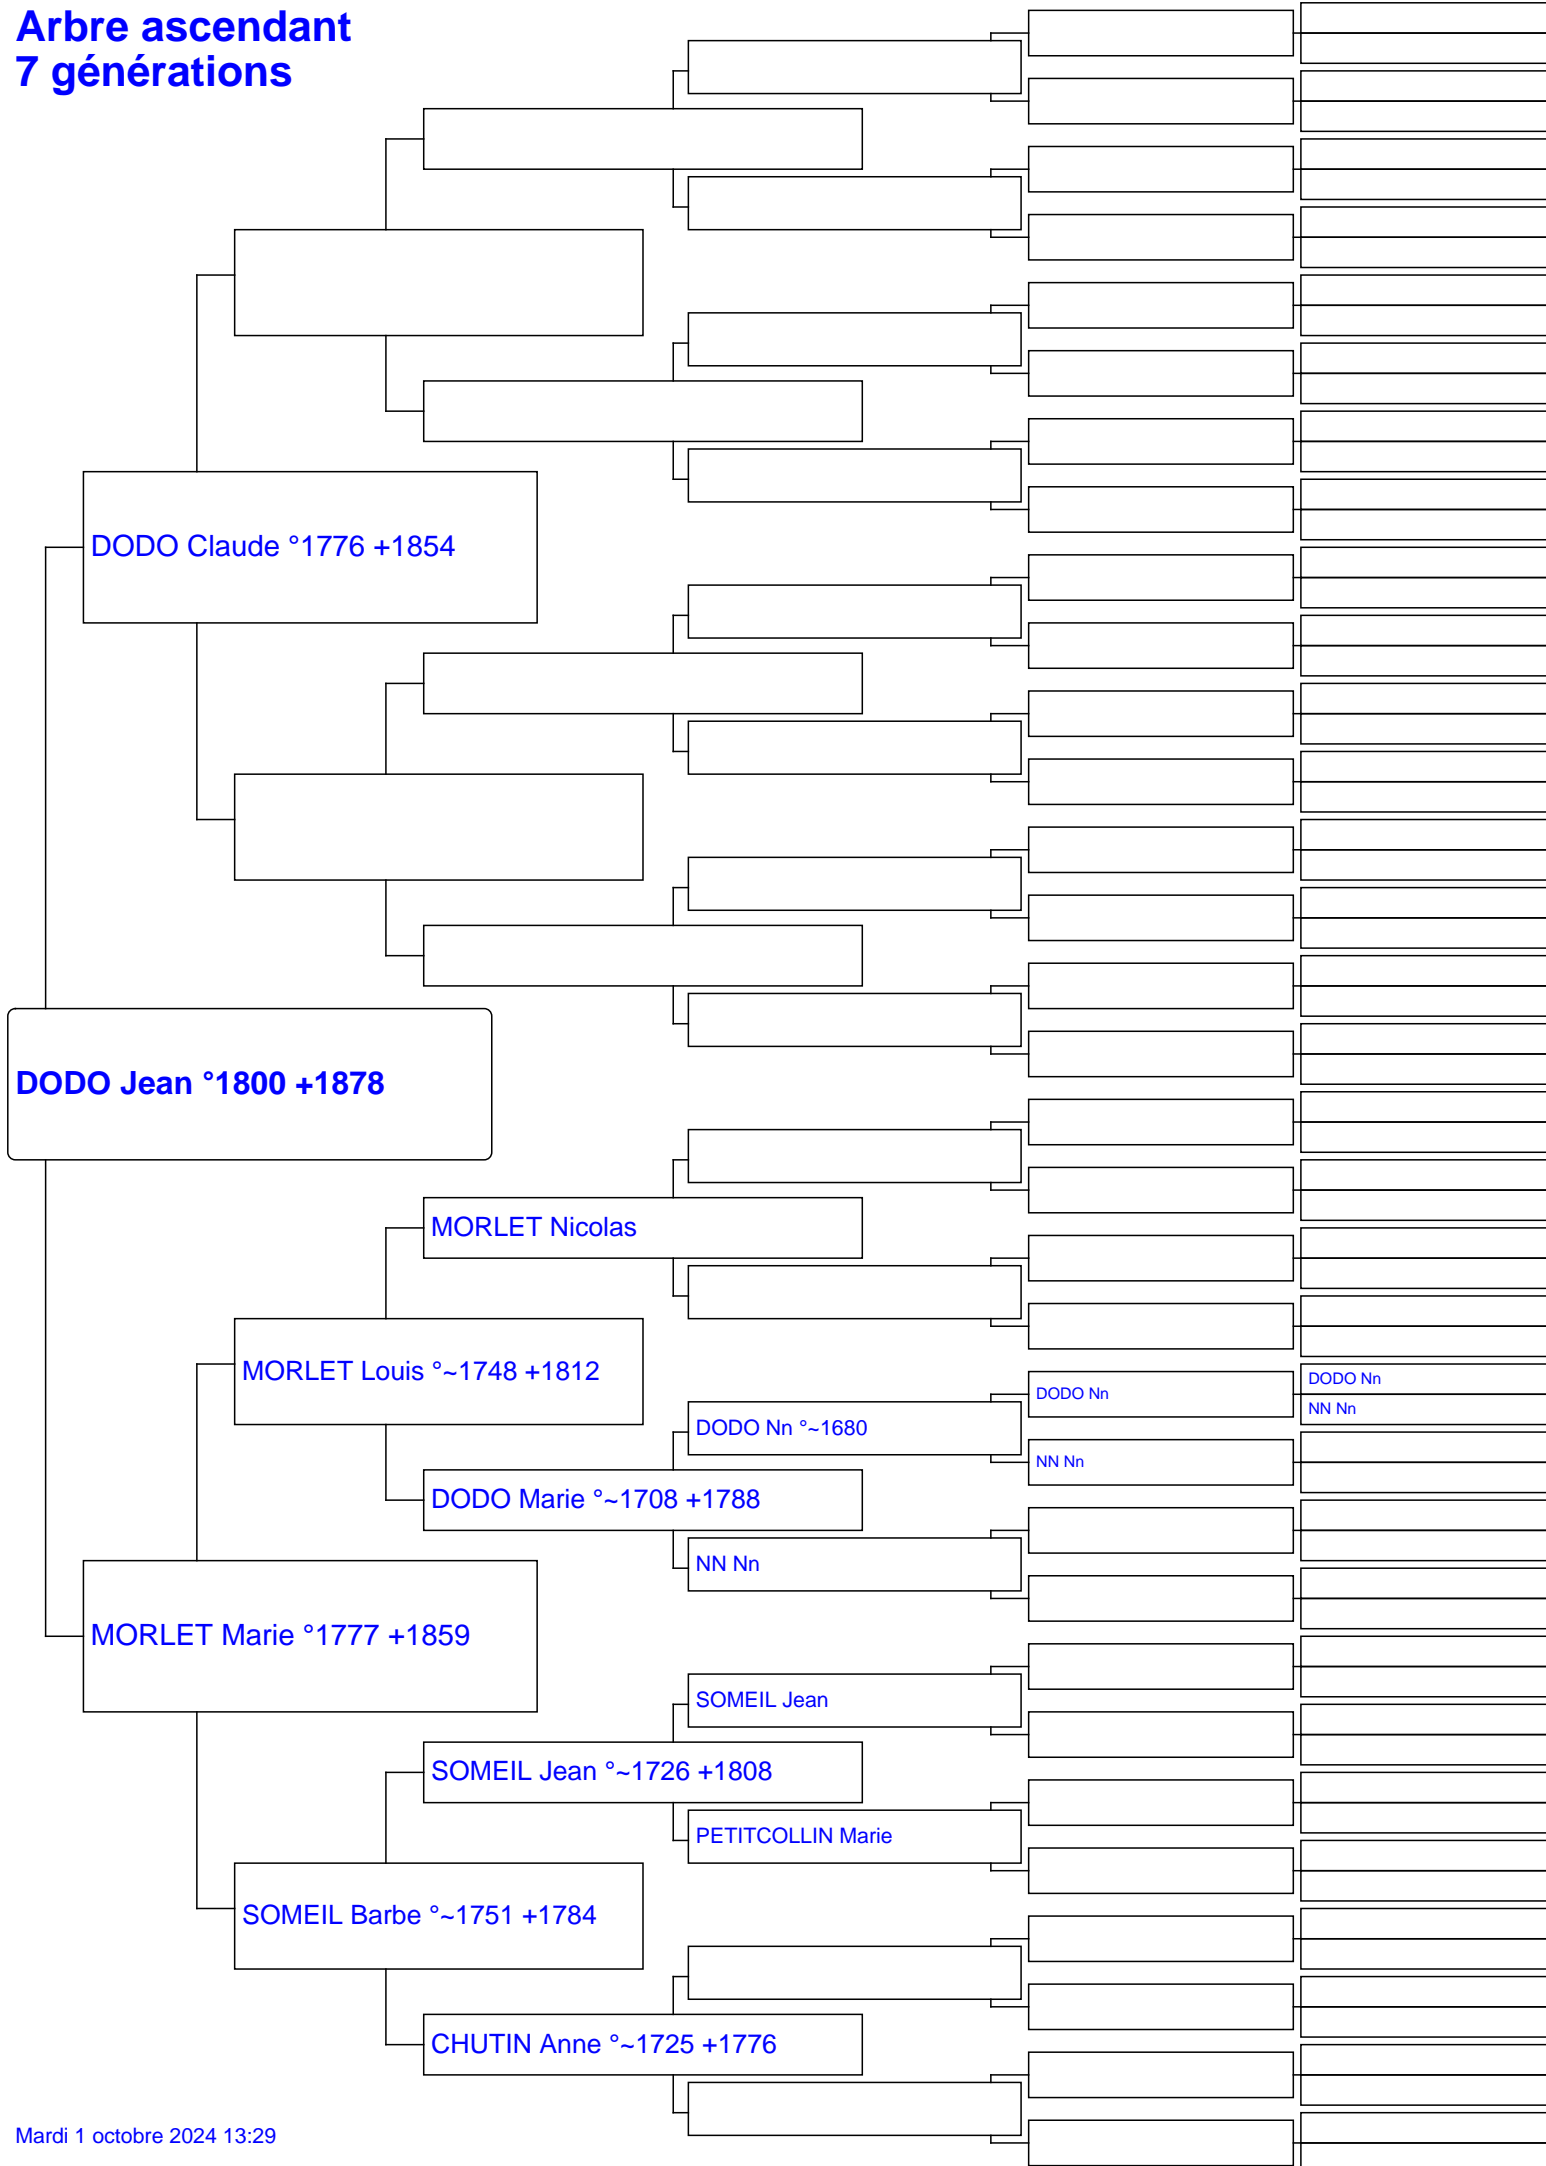 Arbre ascendant
7 générations
DODO Claude °1776 +1854
DODO Jean °1800 +1878
MORLET Nicolas
MORLET Louis °~1748 +1812
DODO Nn
DODO Nn
NN Nn
DODO Nn °~1680
NN Nn
DODO Marie °~1708 +1788
NN Nn
MORLET Marie °1777 +1859
SOMEIL Jean
SOMEIL Jean °~1726 +1808
PETITCOLLIN Marie
SOMEIL Barbe °~1751 +1784
CHUTIN Anne °~1725 +1776
Mardi 1 octobre 2024 13:29